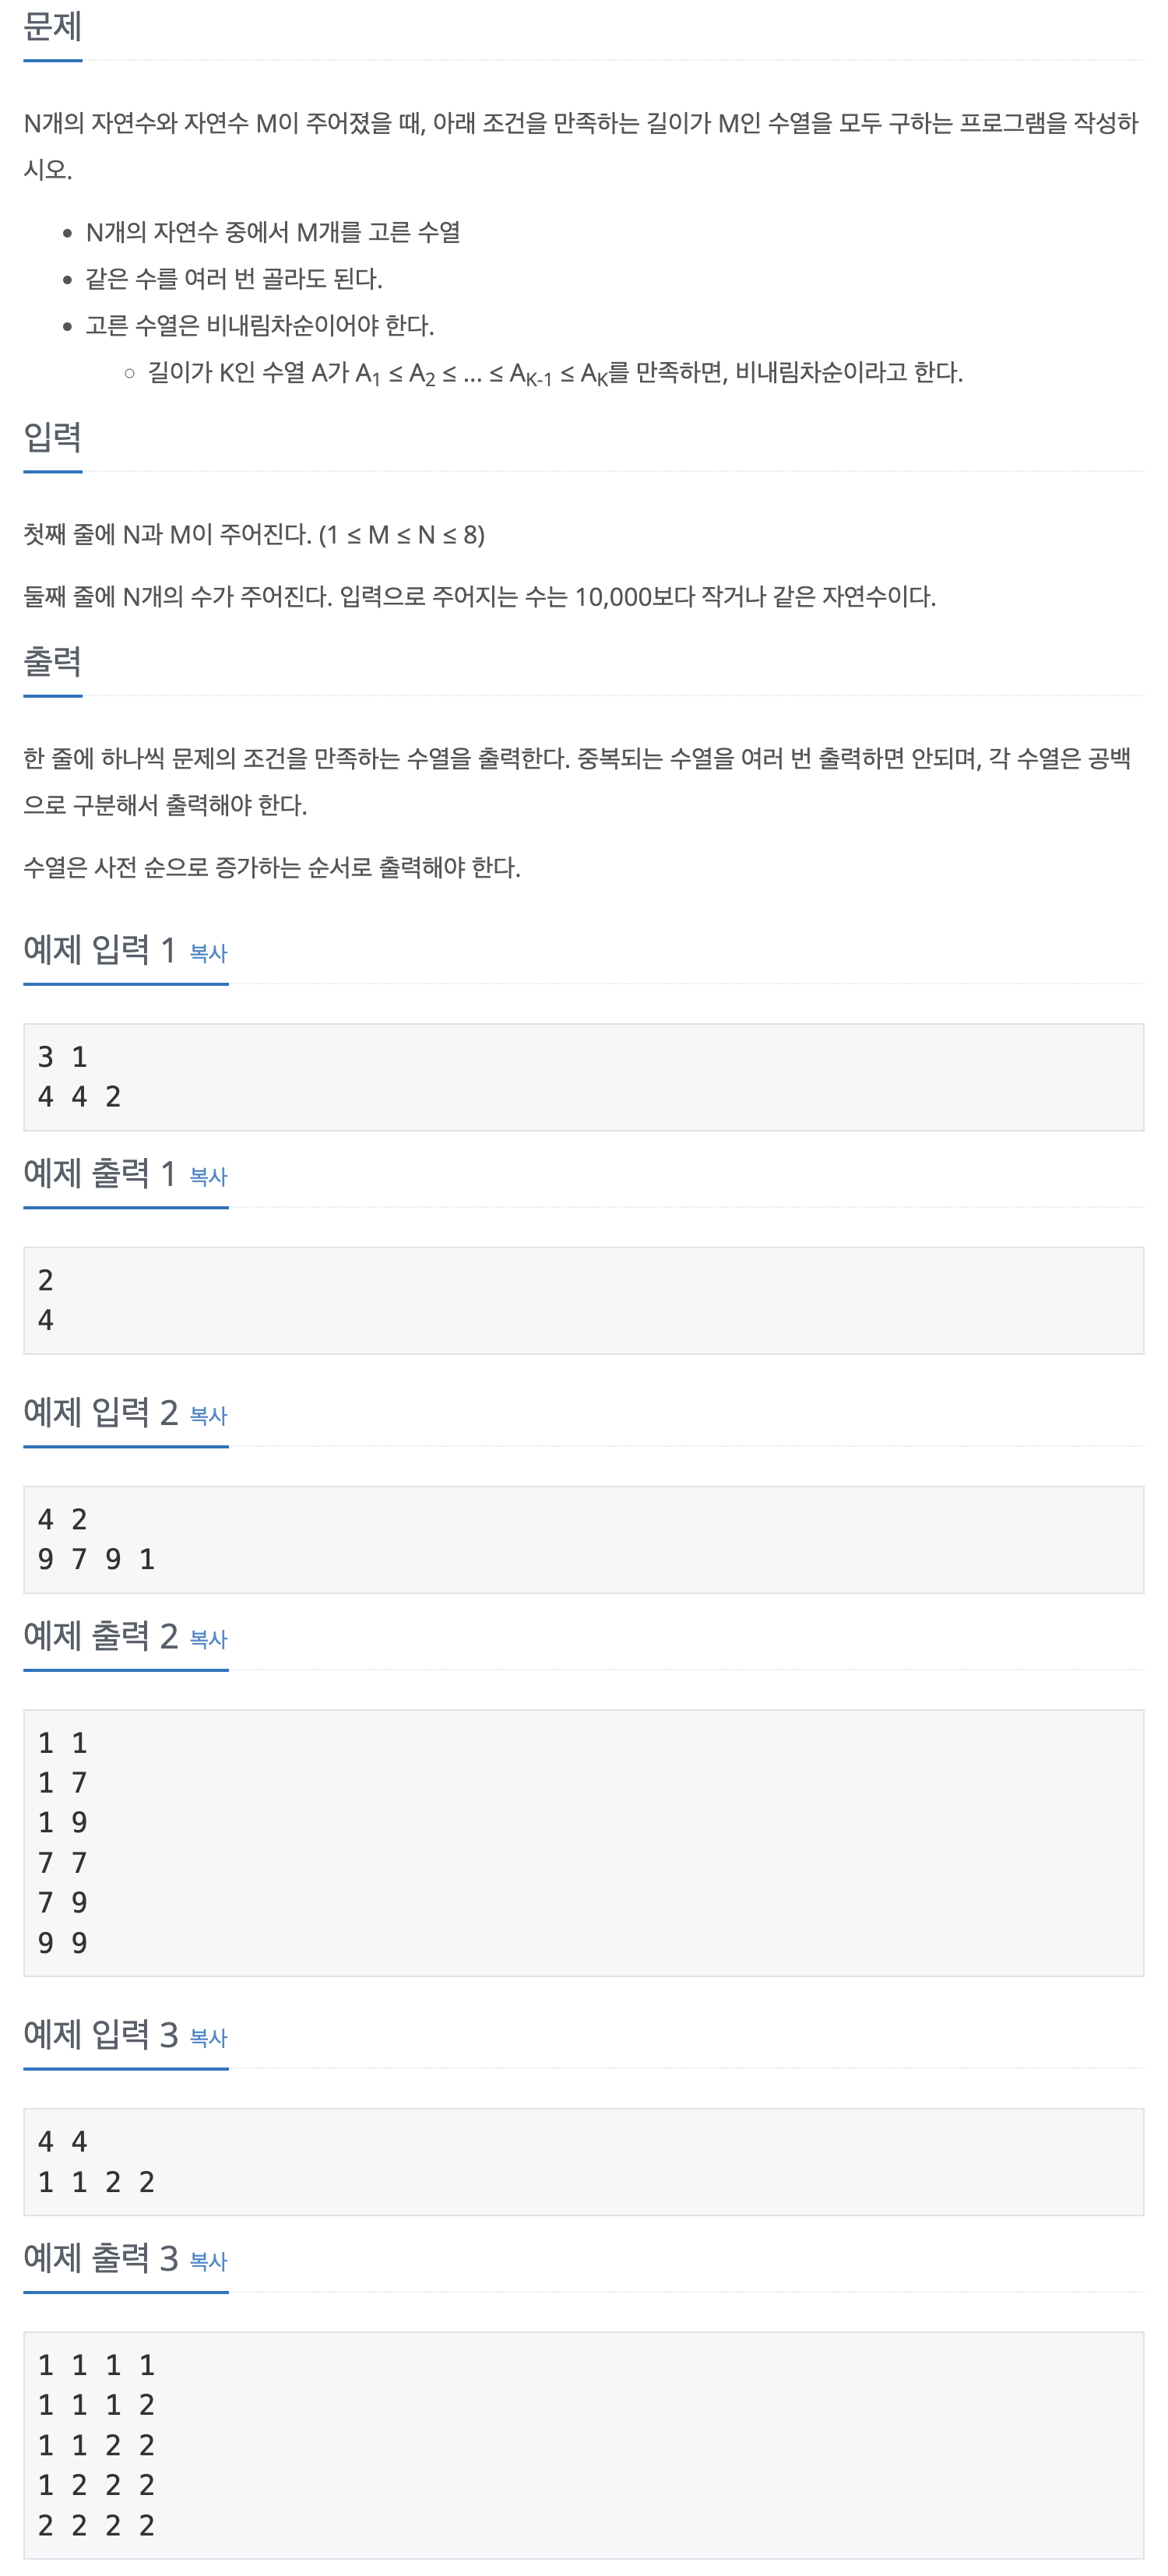 문제
N개의 자연수와 자연수 M이 주어졌을 때, 아래 조건을 만족하는 길이가 M인 수열을 모두 구하는 프로그램을 작성하
시오.
N개의 자연수 중에서 M개를 고른 수열
같은 수를 여러 번 골라도 된다.
고른 수열은 비내림차순이어야 한다.
길이가 K인 수열 A가 A1 ≤ A2 ≤ ... ≤ AK-1 ≤ AK를 만족하면, 비내림차순이라고 한다.
입력
첫째 줄에 N과 M이 주어진다. (1 ≤ M ≤ N ≤ 8)
둘째 줄에 N개의 수가 주어진다. 입력으로 주어지는 수는 10,000보다 작거나 같은 자연수이다.
출력
한 줄에 하나씩 문제의 조건을 만족하는 수열을 출력한다. 중복되는 수열을 여러 번 출력하면 안되며, 각 수열은 공백
으로 구분해서 출력해야 한다.
수열은 사전 순으로 증가하는 순서로 출력해야 한다.
예제 입력 1 복사
3 1
4 4 2
예제 출력 1 복사
2
4
예제 입력 2 복사
4 2
9 7 9 1
예제 출력 2 복사
1 1
1 7
1 9
7 7
7 9
9 9
예제 입력 3 복사
4 4
1 1 2 2
예제 출력 3 복사
1 1 1 1
1 1 1 2
1 1 2 2
1 2 2 2
2 2 2 2